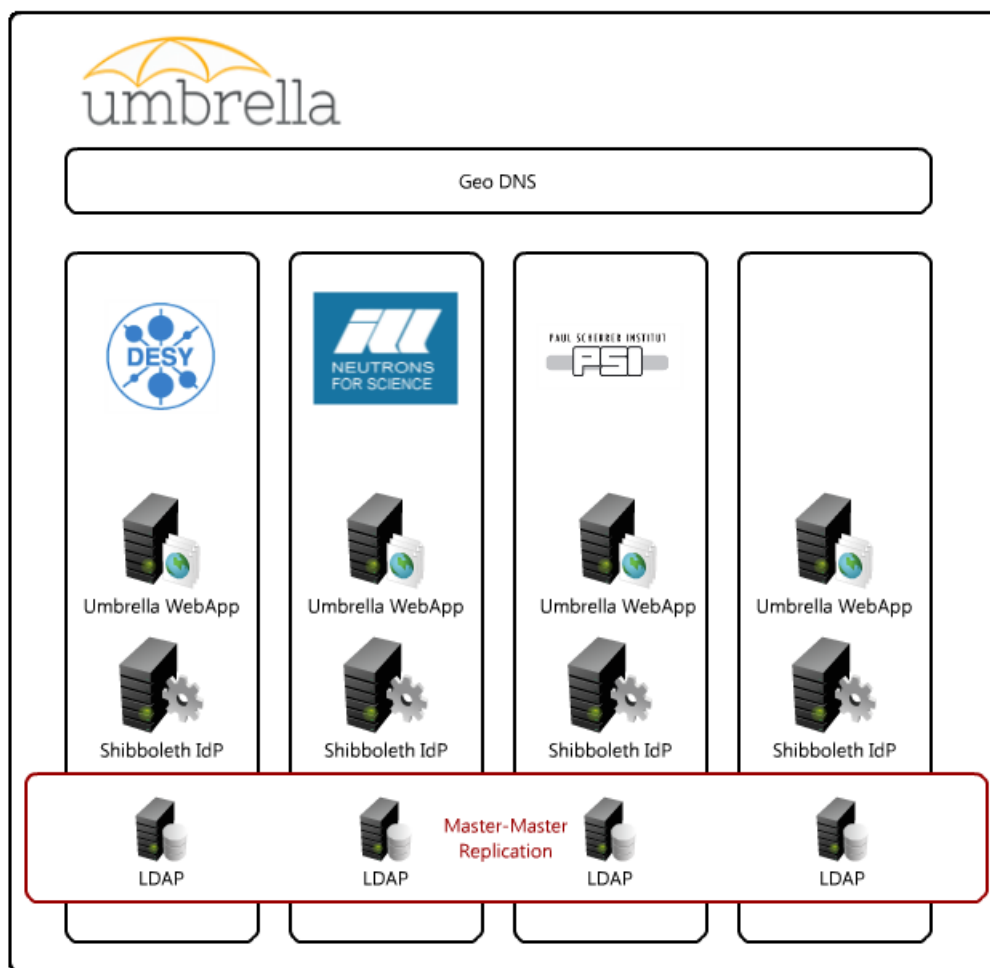 umbrella
Geo DNS
DESY
ill
NEUTRONS
FOR SCIENCE
PAUL SCHERRER INSTITUT
PSI
Umbrella WebApp
Umbrella WebApp
Umbrella WebApp
Umbrella WebApp
Shibboleth IdP
Shibboleth IdP
Shibboleth IdP
Shibboleth IdP
Master-Master
Replication
LDAP
LDAP
LDAP
LDAP